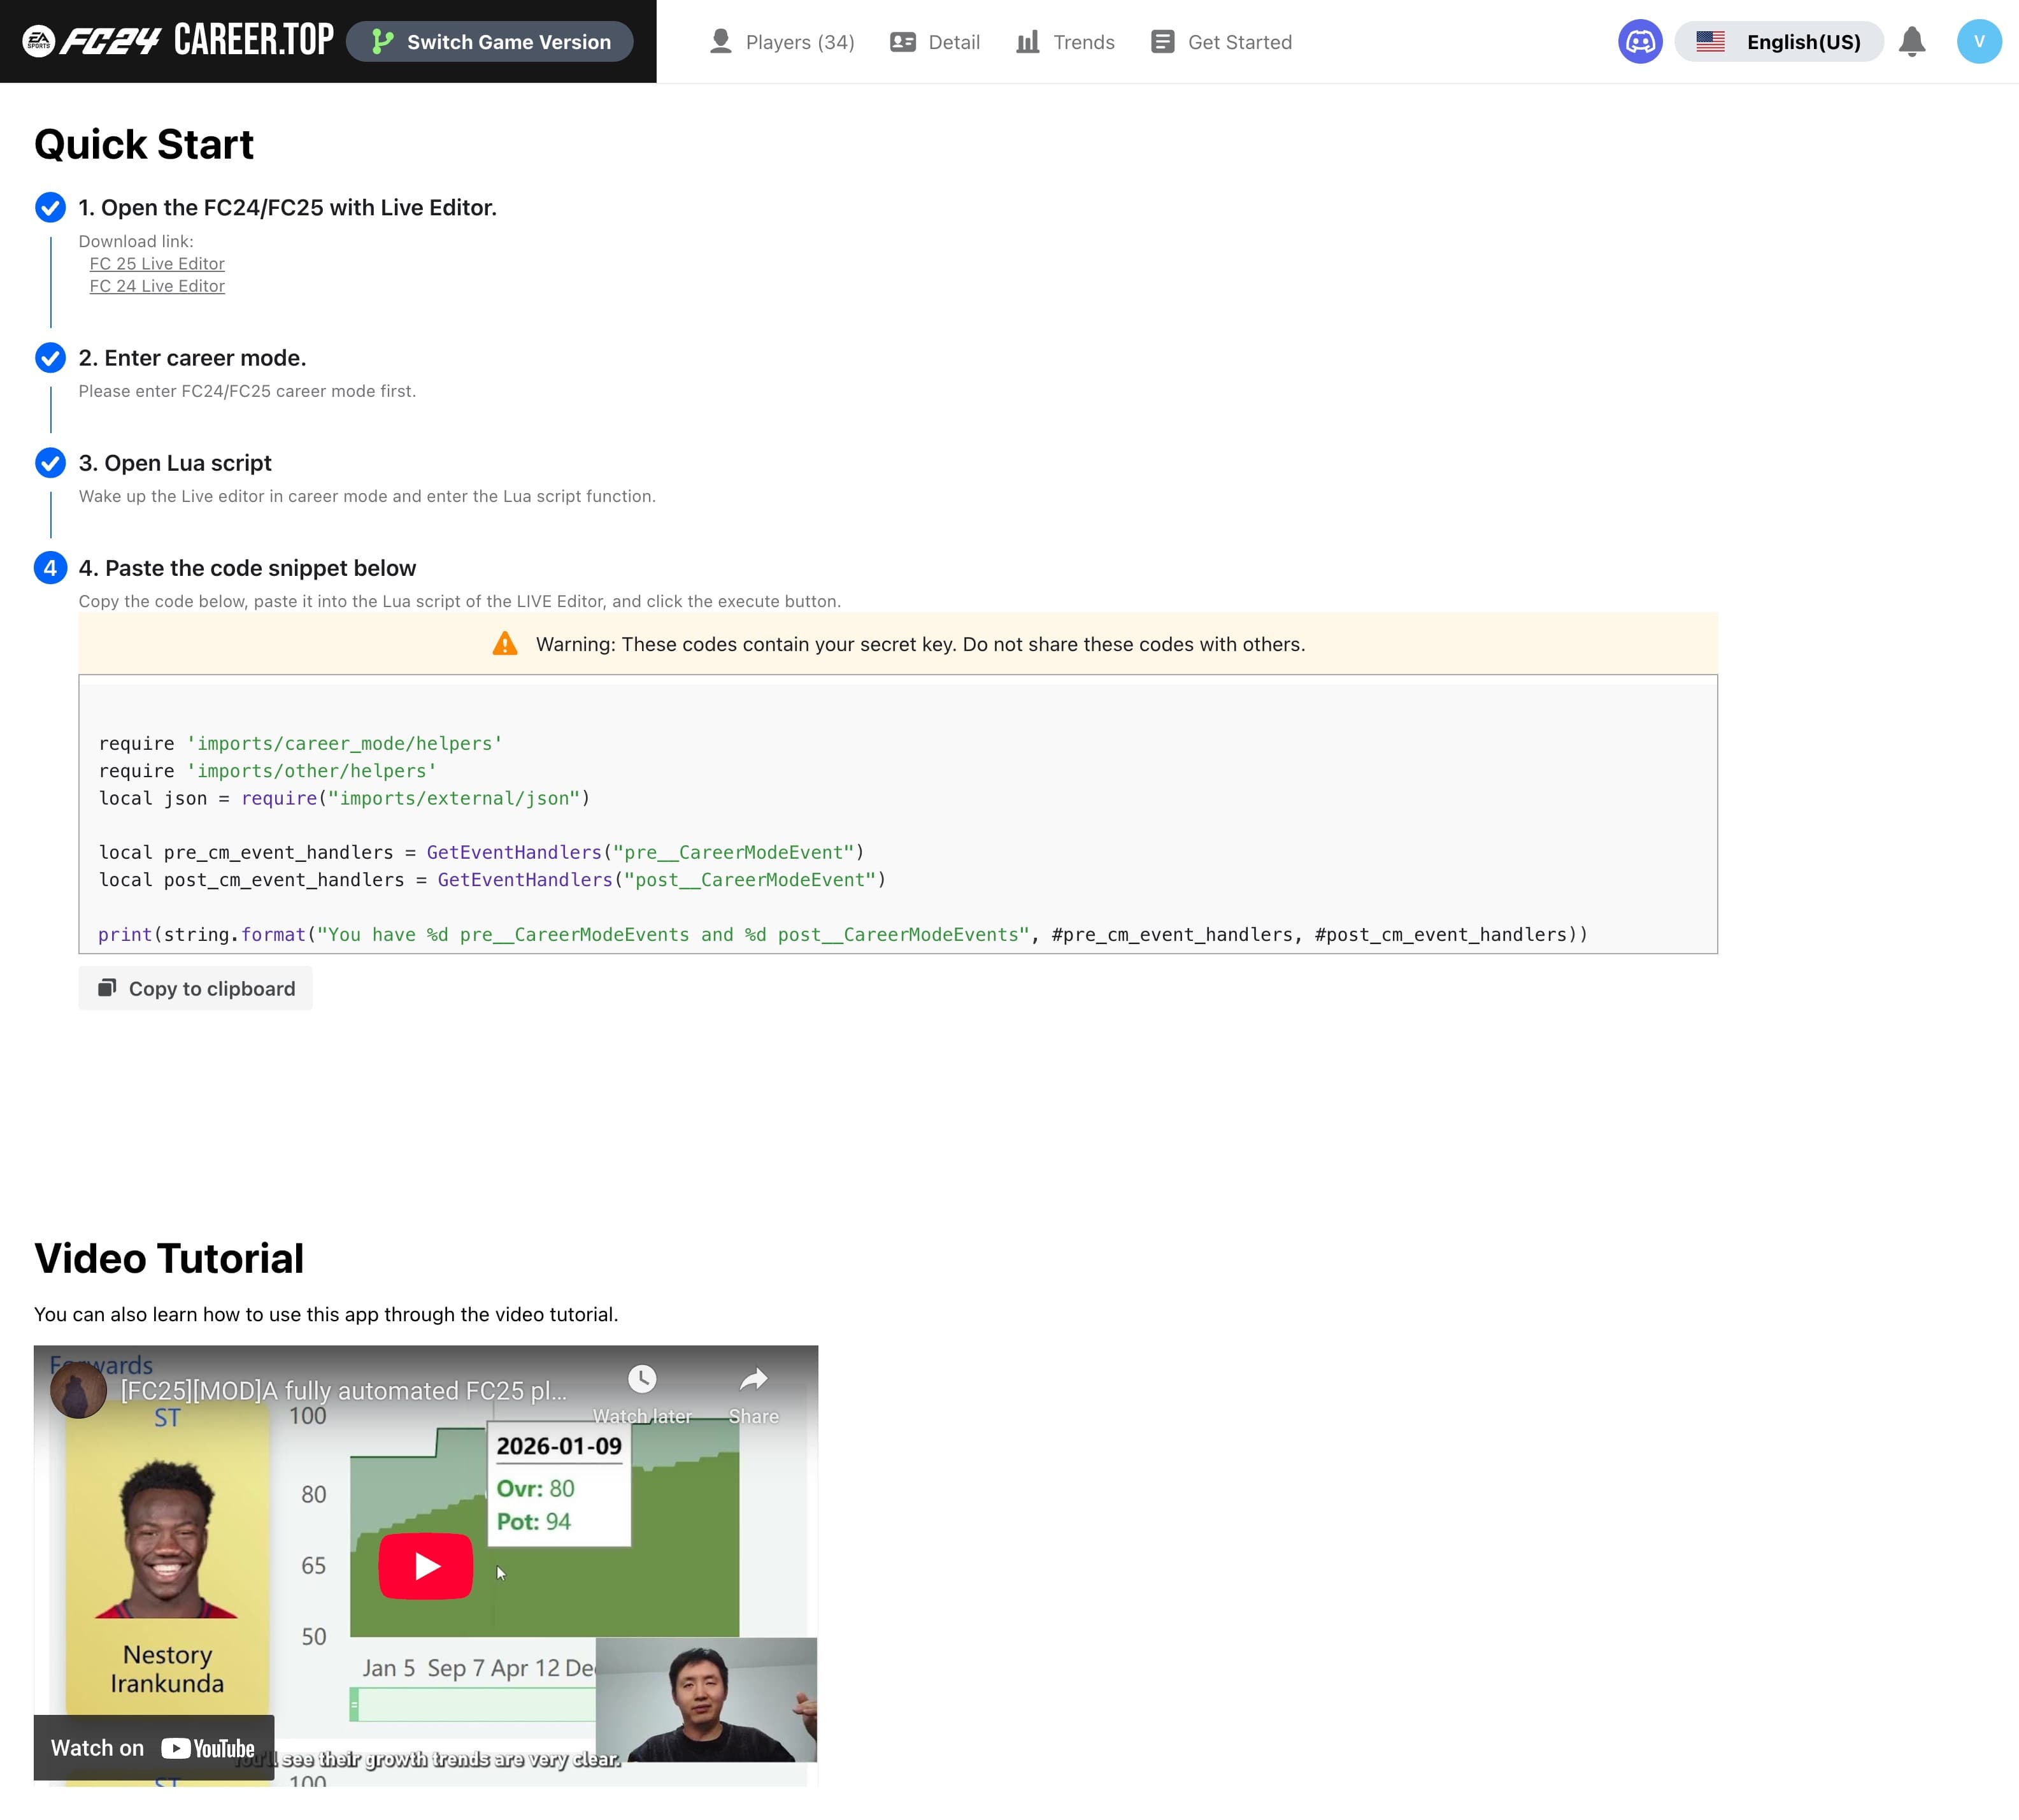 EA SPORTS FC24 CAREER.TOP
Switch Game Version
Players (34)
Detail
Trends
Get Started
English(US)
V
Quick Start
1. Open the FC24/FC25 with Live Editor.
Download link:
FC 25 Live Editor
FC 24 Live Editor
2. Enter career mode.
Please enter FC24/FC25 career mode first.
3. Open Lua script
Wake up the Live editor in career mode and enter the Lua script function.
4
4. Paste the code snippet below
Copy the code below, paste it into the Lua script of the LIVE Editor, and click the execute button.
Warning: These codes contain your secret key. Do not share these codes with others.
require 'imports/career_mode/helpers'
require 'imports/other/helpers'
local json = require("imports/external/json")
local pre_cm_event_handlers = GetEventHandlers("pre__CareerModeEvent")
local post_cm_event_handlers = GetEventHandlers("post__CareerModeEvent")
print(string.format("You have %d pre__CareerModeEvents and %d post__CareerModeEvents", #pre_cm_event_handlers, #post_cm_event_handlers))
Copy to clipboard
Video Tutorial
You can also learn how to use this app through the video tutorial.
Forwards
[FC25][MOD]A fully automated FC25 pl...
Watch later
Share
ST
100
2026-01-09
Ovr: 80
Pot: 94
80
65
50
Nestory
Irankunda
Jan 5 Sep 7 Apr 12 Dec
Watch on YouTube
You'll see their growth trends are very clear.
ST
100